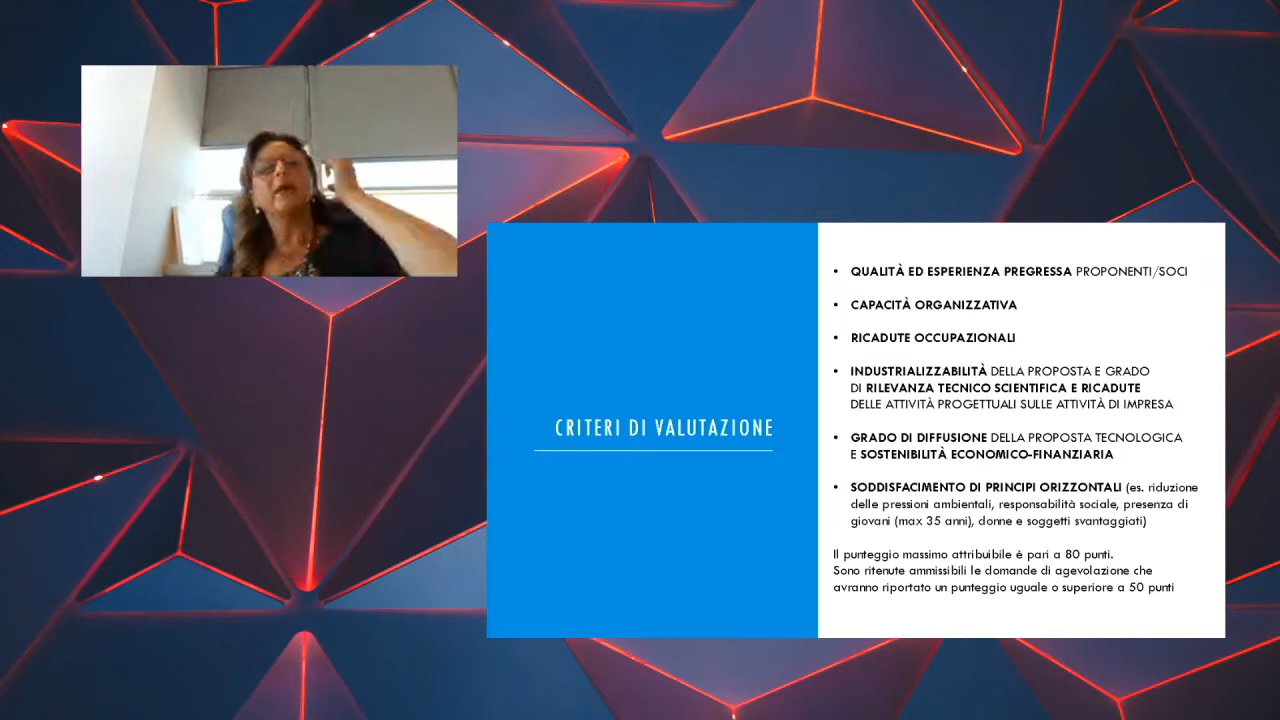 CRITERI DI VALUTAZIONE
• QUALITÀ ED ESPERIENZA PREGRESSA PROPONENTI/SOCI
• CAPACITÀ ORGANIZZATIVA
• RICADUTE OCCUPAZIONALI
• INDUSTRIALIZZABILITÀ DELLA PROPOSTA E GRADO
DI RILEVANZA TECNICO SCIENTIFICA E RICADUTE
DELLE ATTIVITÀ PROGETTUALI SULLE ATTIVITÀ DI IMPRESA
• GRADO DI DIFFUSIONE DELLA PROPOSTA TECNOLOGICA
E SOSTENIBILITÀ ECONOMICO-FINANZIARIA
• SODDISFACIMENTO DI PRINCIPI ORIZZONTALI (es. riduzione
delle pressioni ambientali, responsabilità sociale, presenza di
giovani (max 35 anni), donne e soggetti svantaggiati)
Il punteggio massimo attribuibile è pari a 80 punti.
Sono ritenute ammissibili le domande di agevolazione che
avranno riportato un punteggio uguale o superiore a 50 punti